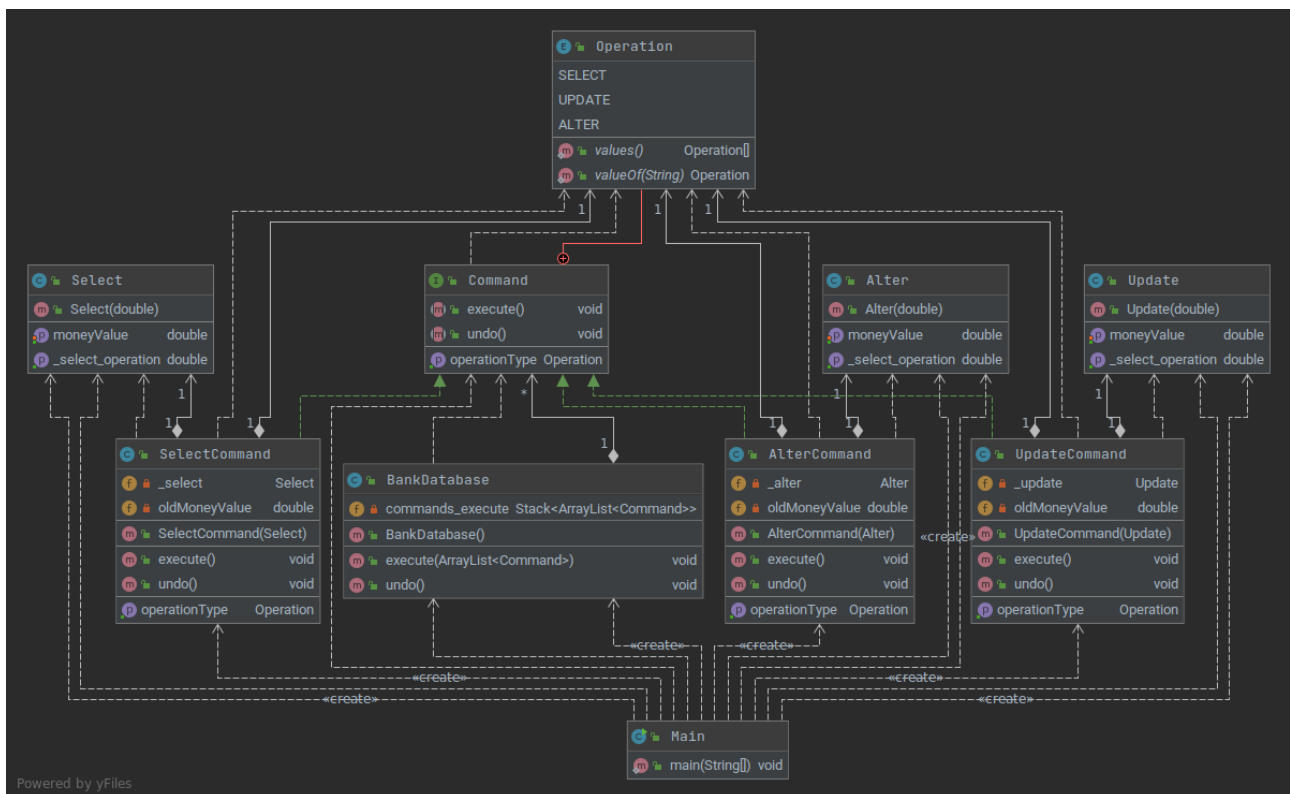 Operation
SELECT
UPDATE
ALTER
values() Operation[]
valueOf(String) Operation
1 1 1
Select
Select(double)
moneyValue double
_select_operation double
Command
execute() void
undo() void
operationType Operation
Alter
Alter(double)
moneyValue double
_select_operation double
Update
Update(double)
moneyValue double
_select_operation double
1 * 1 1
1 1 1 1 1 1 1
SelectCommand
_select Select
oldMoneyValue double
SelectCommand(Select)
execute() void
undo() void
operationType Operation
BankDatabase
commands_execute Stack<ArrayList<Command>>
BankDatabase()
execute(ArrayList<Command>) void
undo() void
AlterCommand
_alter Alter
oldMoneyValue double
AlterCommand(Alter)
execute() void
undo() void
operationType Operation
«create»
UpdateCommand
_update Update
oldMoneyValue double
UpdateCommand(Update)
execute() void
undo() void
operationType Operation
«create» «create»
«create» «create»
«create» «create»
Main
main(String[]) void
Powered by yFiles